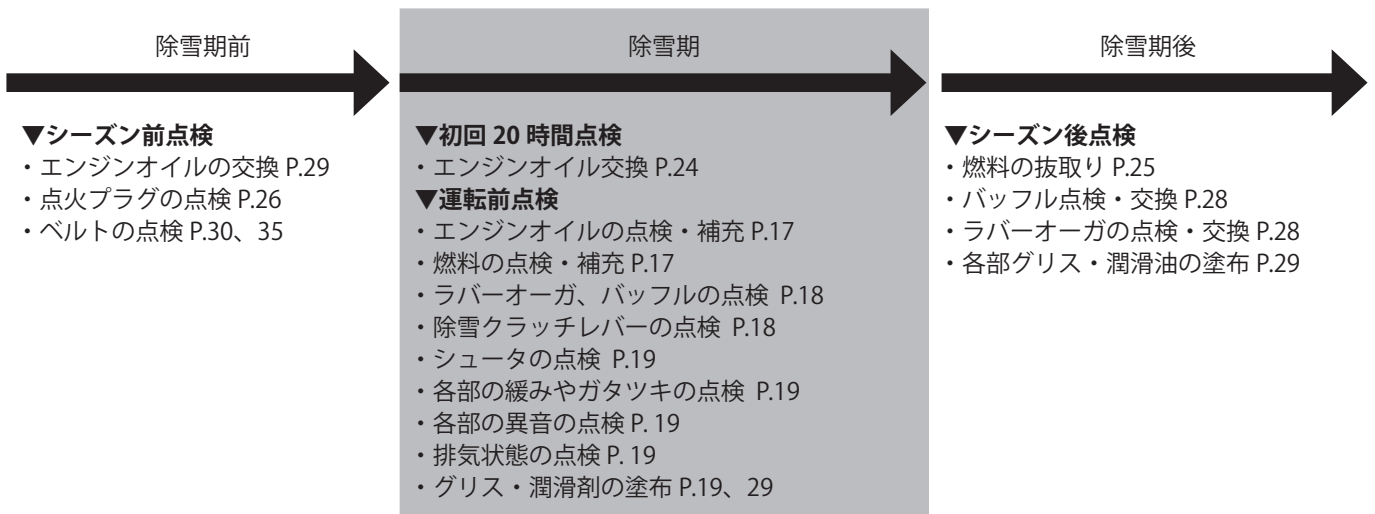 除雪期前
▼シーズン前点検
・エンジンオイルの交換 P.29
・点火プラグの点検 P.26
・ベルトの点検 P.30、35
除雪期
▼初回 20 時間点検
・エンジンオイル交換 P.24
▼運転前点検
・エンジンオイルの点検・補充 P.17
・燃料の点検・補充 P.17
・ラバーオーガ、バッフルの点検 P.18
・除雪クラッチレバーの点検 P.18
・シュータの点検 P.19
・各部の緩みやガタツキの点検 P.19
・各部の異音の点検 P. 19
・排気状態の点検 P. 19
・グリス・潤滑剤の塗布 P.19、29
除雪期後
▼シーズン後点検
・燃料の抜取り P.25
・バッフル点検・交換 P.28
・ラバーオーガの点検・交換 P.28
・各部グリス・潤滑油の塗布 P.29